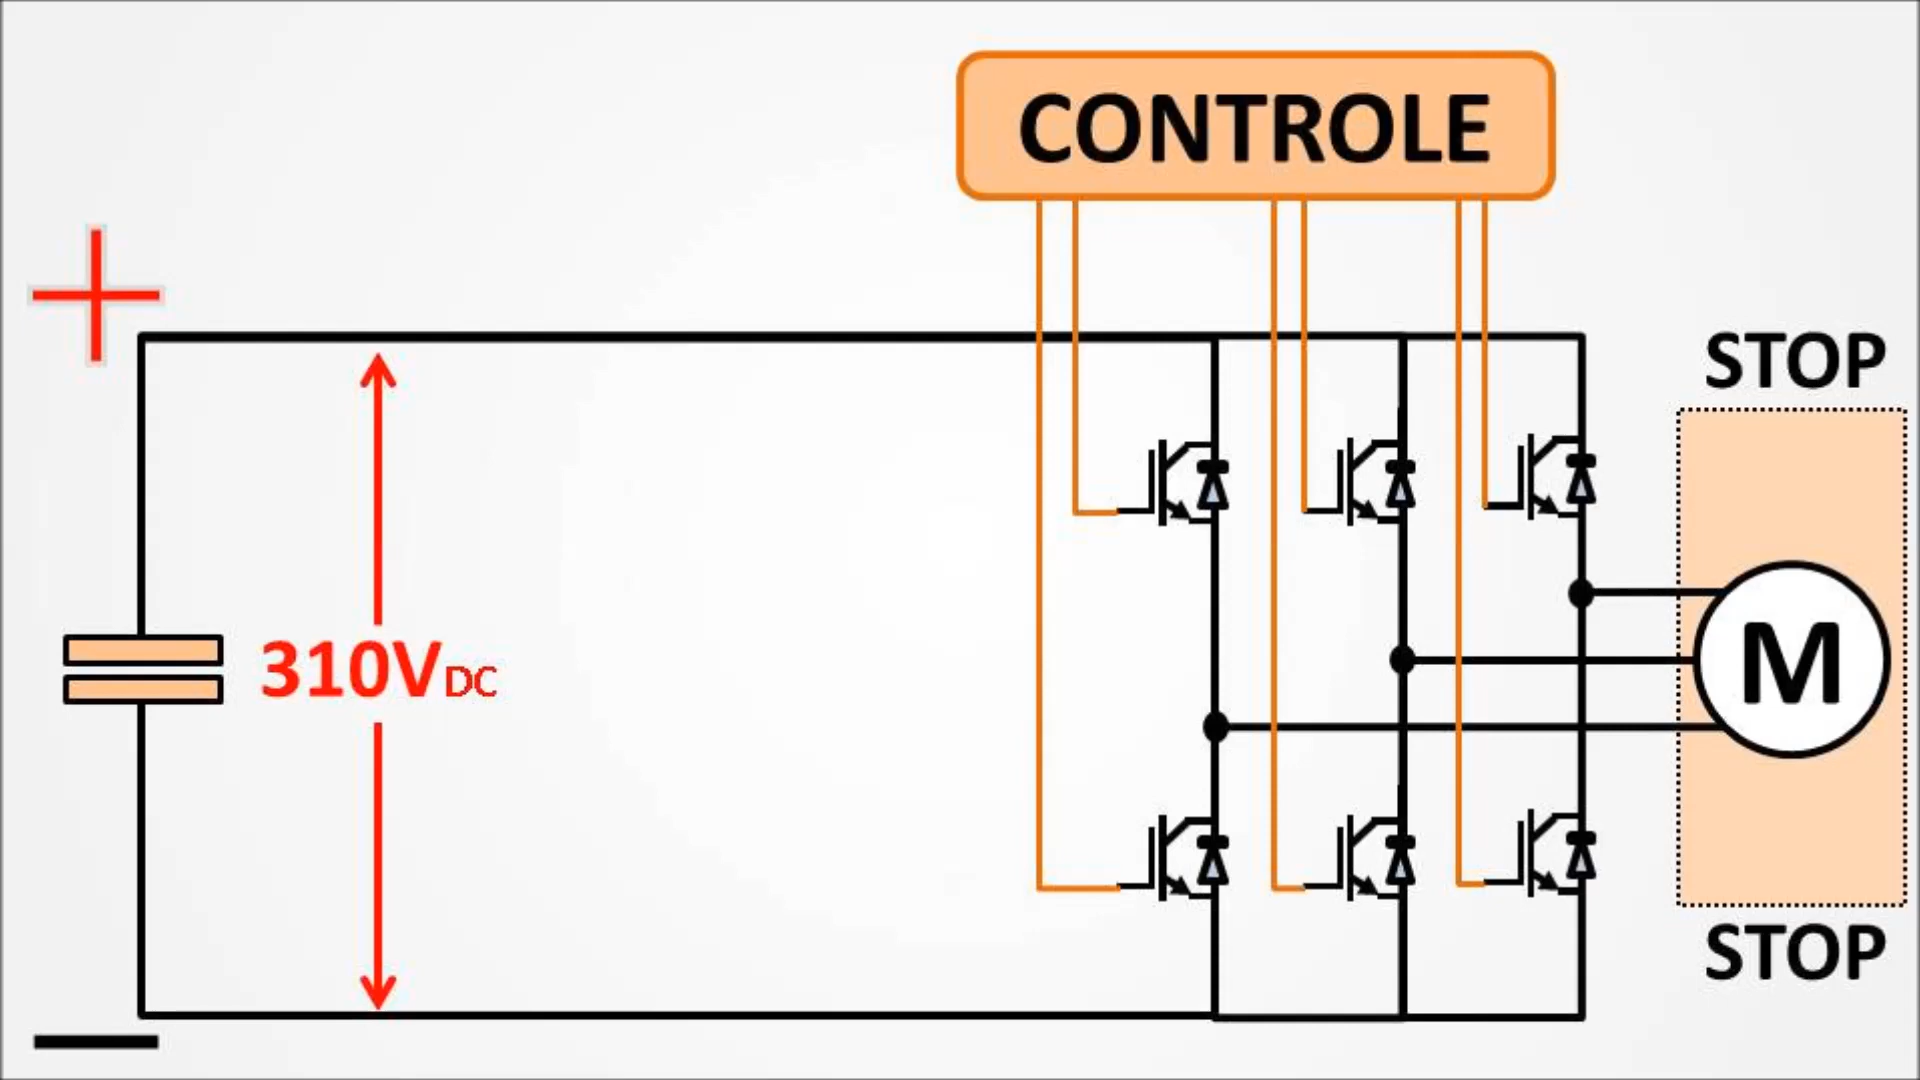 CONTROLE
+
STOP
310VDC
M
STOP